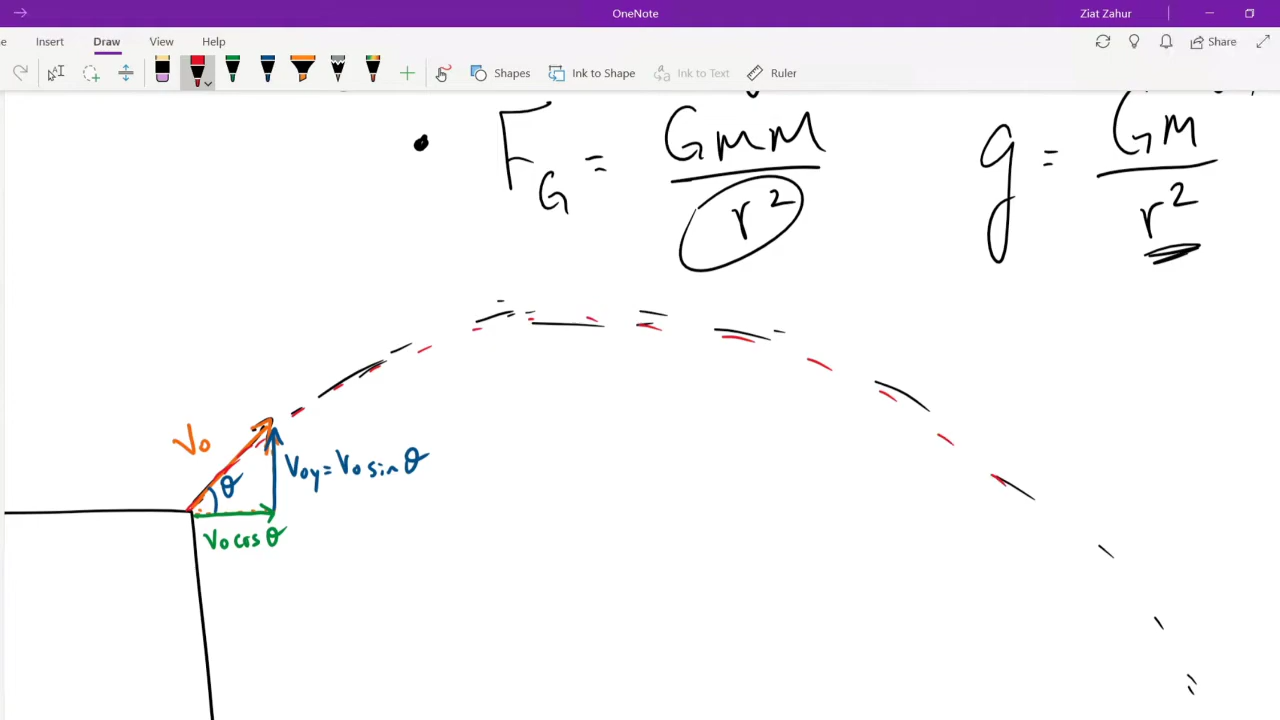 OneNote
Ziat Zahur
Insert Draw View Help
Share
Shapes
Ink to Shape
Ink to Text
Ruler
F_G = GmM / r²
g = GM / r²
V₀
θ
V₀y = V₀ sin θ
V₀ cos θ